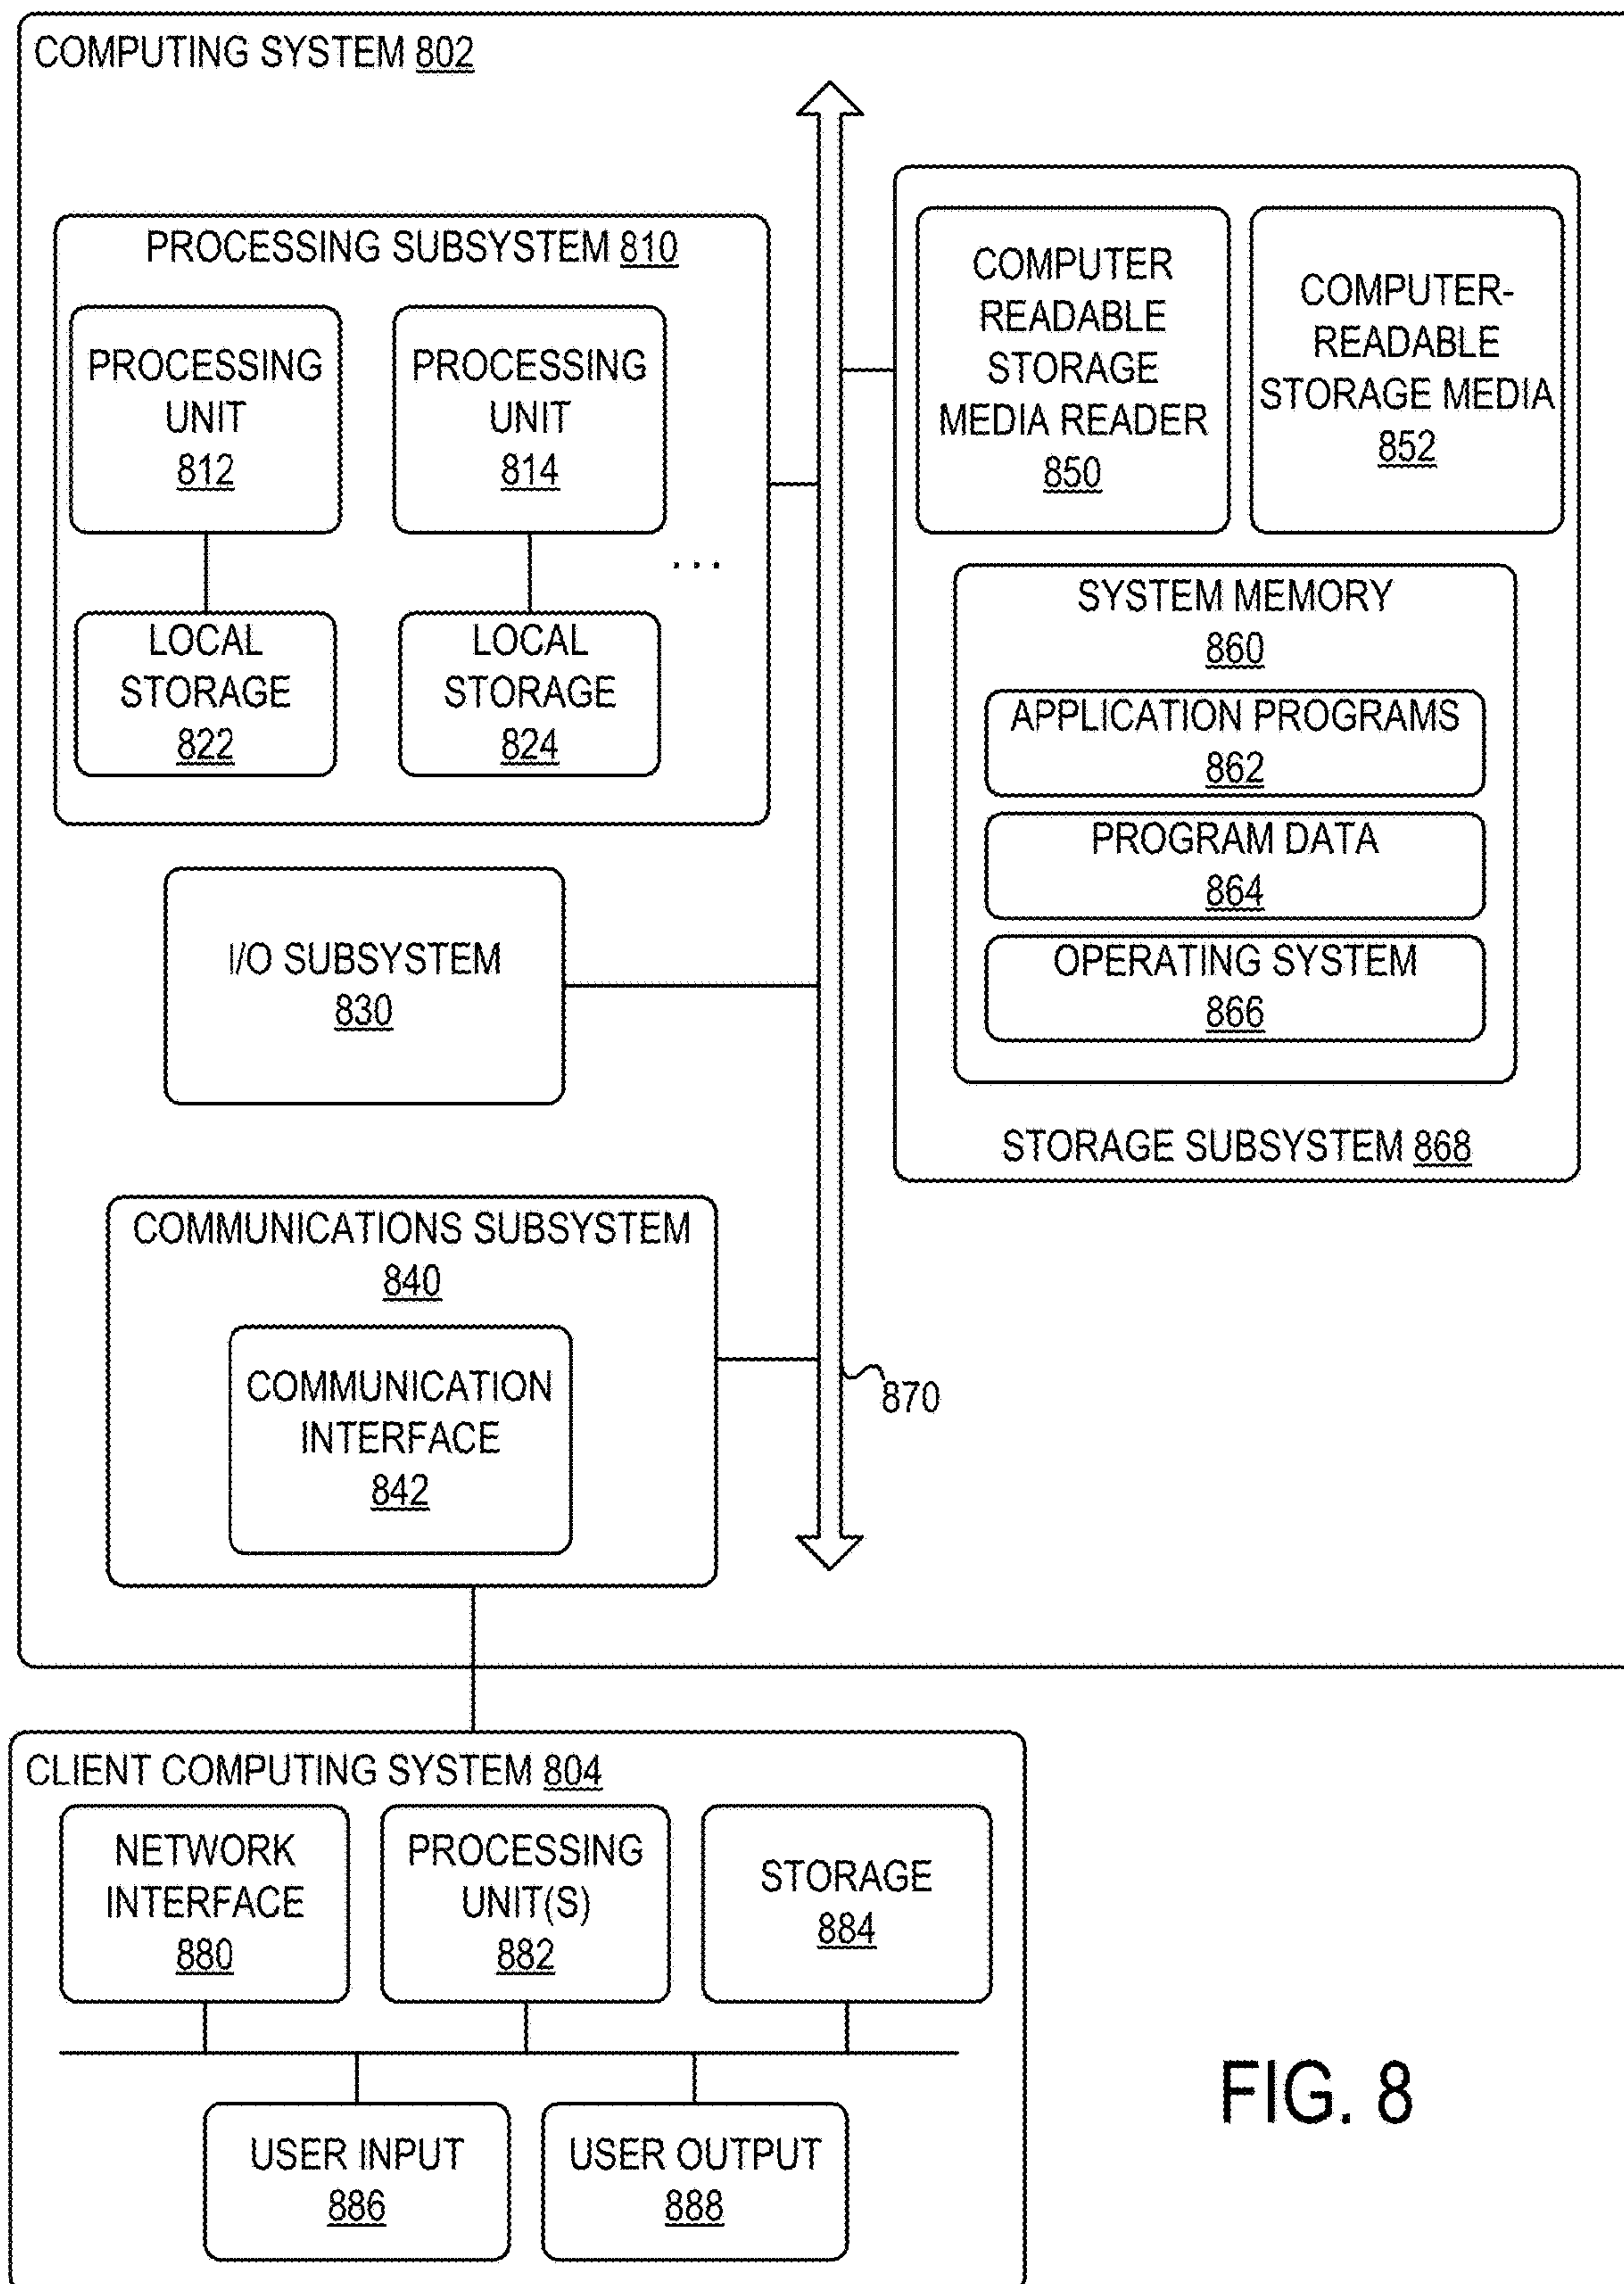 COMPUTING SYSTEM 802
PROCESSING SUBSYSTEM 810
PROCESSING
UNIT
812
PROCESSING
UNIT
814
...
LOCAL
STORAGE
822
LOCAL
STORAGE
824
I/O SUBSYSTEM
830
COMMUNICATIONS SUBSYSTEM
840
COMMUNICATION
INTERFACE
842
870
COMPUTER
READABLE
STORAGE
MEDIA READER
850
COMPUTER-
READABLE
STORAGE MEDIA
852
SYSTEM MEMORY
860
APPLICATION PROGRAMS
862
PROGRAM DATA
864
OPERATING SYSTEM
866
STORAGE SUBSYSTEM 868
CLIENT COMPUTING SYSTEM 804
NETWORK
INTERFACE
880
PROCESSING
UNIT(S)
882
STORAGE
884
USER INPUT
886
USER OUTPUT
888
FIG. 8